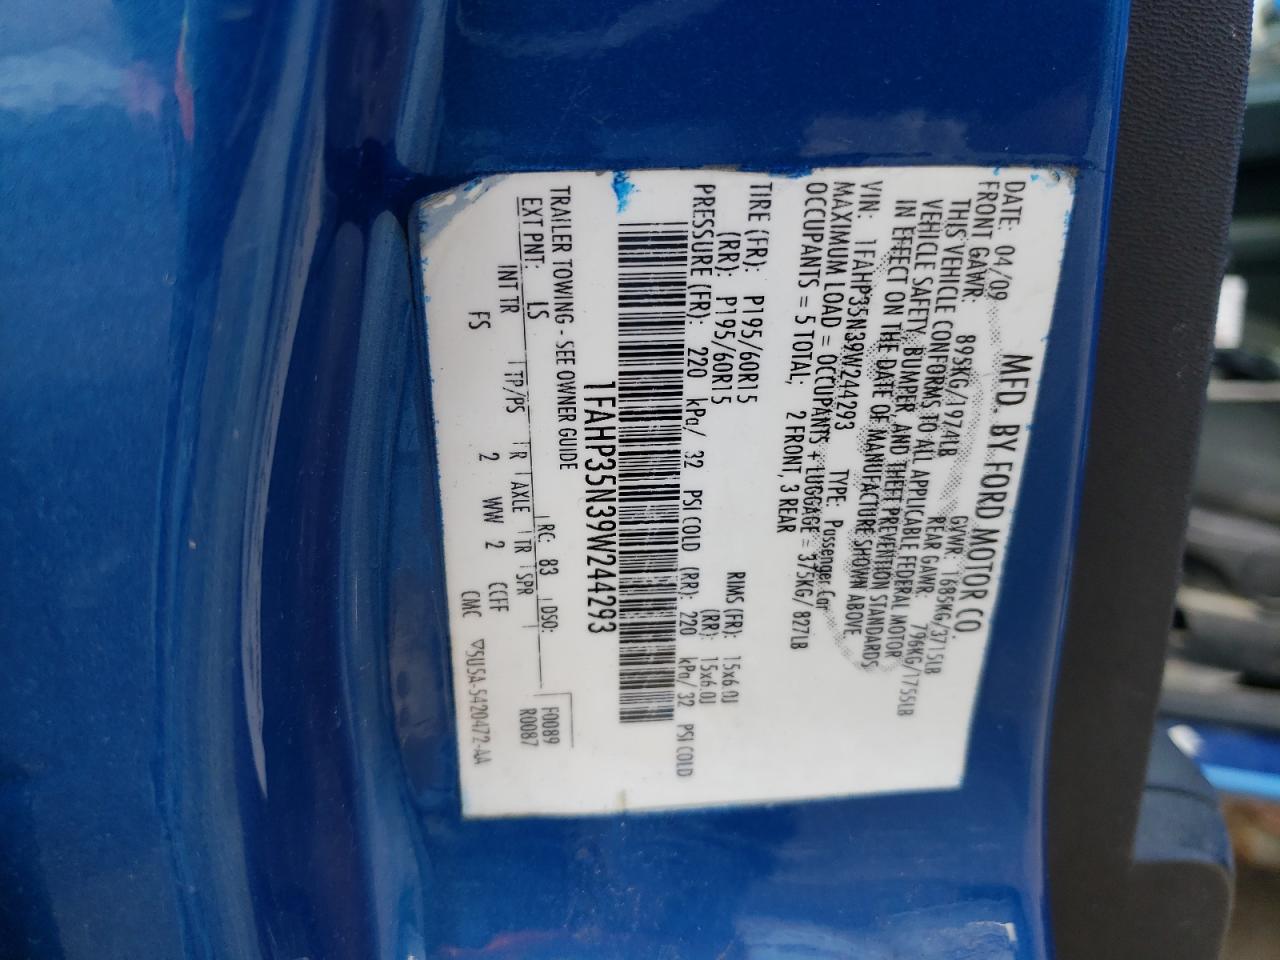 MFD. BY FORD MOTOR CO.
DATE: 04/09 GVWR: 1685KG/3715LB
FRONT GAWR: 895KG/1974LB REAR GAWR: 796KG/1755LB
THIS VEHICLE CONFORMS TO ALL APPLICABLE FEDERAL MOTOR
VEHICLE SAFETY, BUMPER, AND THEFT PREVENTION STANDARDS
IN EFFECT ON THE DATE OF MANUFACTURE SHOWN ABOVE.
VIN: 1FAHP35N39W244293 TYPE: Passenger Car
MAXIMUM LOAD = OCCUPANTS + LUGGAGE = 375KG/ 827LB
OCCUPANTS = 5 TOTAL; 2 FRONT, 3 REAR
TIRE (FR): P195/60R15 RIMS (FR): 15x6.0J
(RR): P195/60R15 (RR): 15x6.0J
PRESSURE (FR): 220 kPa/ 32 PSI COLD (RR): 220 kPa/ 32 PSI COLD
1FAHP35N39W244293
TRAILER TOWING - SEE OWNER GUIDE
RC: 83 DSO: F0089
EXT PNT: LS R0087
INT TR TP/PS R AXLE TR SPR
FS 2 WW 2 CCFF
CMC ▽5U5A-5420472-AA